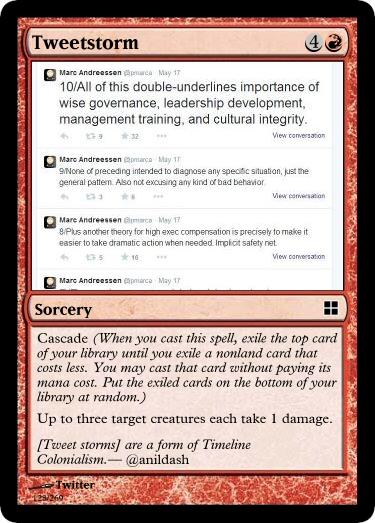 Tweetstorm 4
Marc Andreessen @pmarca · May 17
10/All of this double-underlines importance of
wise governance, leadership development,
management training, and cultural integrity.
9 32 View conversation
Marc Andreessen @pmarca · May 17
9/None of preceding intended to diagnose any specific situation, just the
general pattern. Also not excusing any kind of bad behavior.
3 6 View conversation
Marc Andreessen @pmarca · May 17
8/Plus another theory for high exec compensation is precisely to make it
easier to take dramatic action when needed. Implicit safety net.
5 16 View conversation
Marc Andreessen @pmarca · May 17
Sorcery
Cascade (When you cast this spell, exile the top card
of your library until you exile a nonland card that
costs less. You may cast that card without paying its
mana cost. Put the exiled cards on the bottom of your
library at random.)
Up to three target creatures each take 1 damage.
[Tweet storms] are a form of Timeline
Colonialism.— @anildash
Twitter